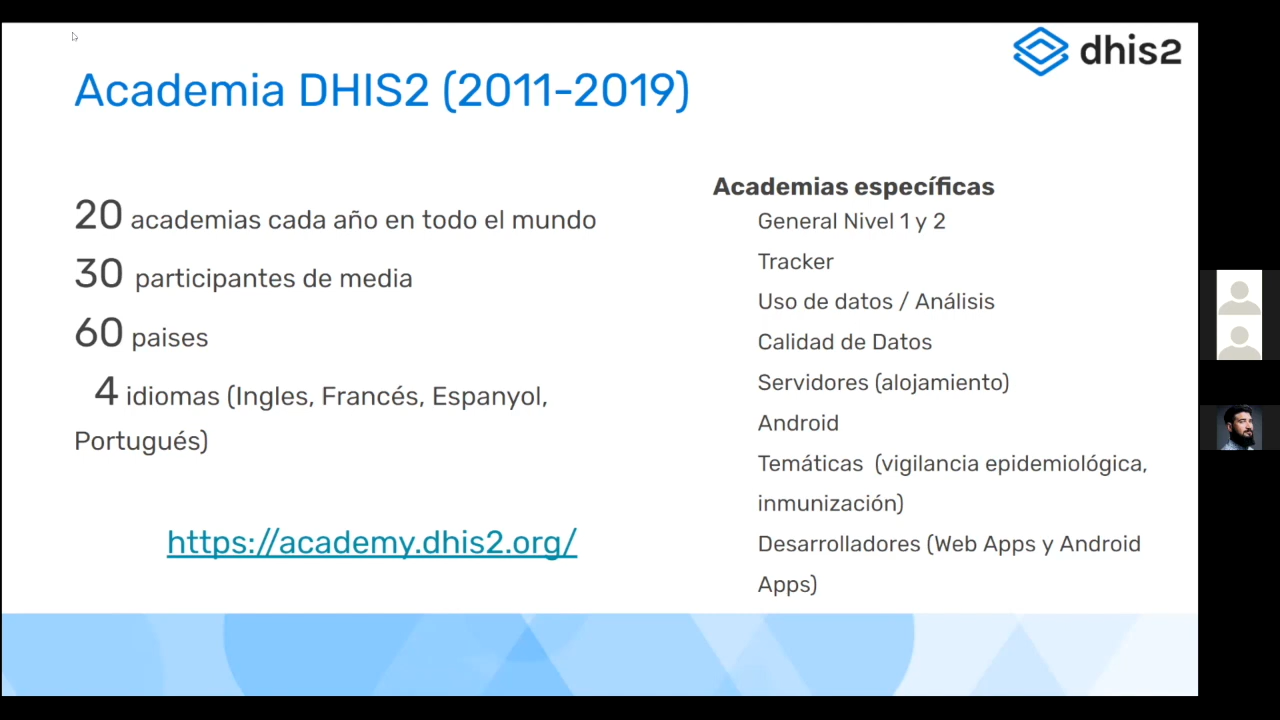 dhis2
Academia DHIS2 (2011-2019)
20 academias cada año en todo el mundo
30 participantes de media
60 paises
4 idiomas (Ingles, Francés, Espanyol,
Portugués)
https://academy.dhis2.org/
Academias específicas
General Nivel 1 y 2
Tracker
Uso de datos / Análisis
Calidad de Datos
Servidores (alojamiento)
Android
Temáticas (vigilancia epidemiológica,
inmunización)
Desarrolladores (Web Apps y Android
Apps)